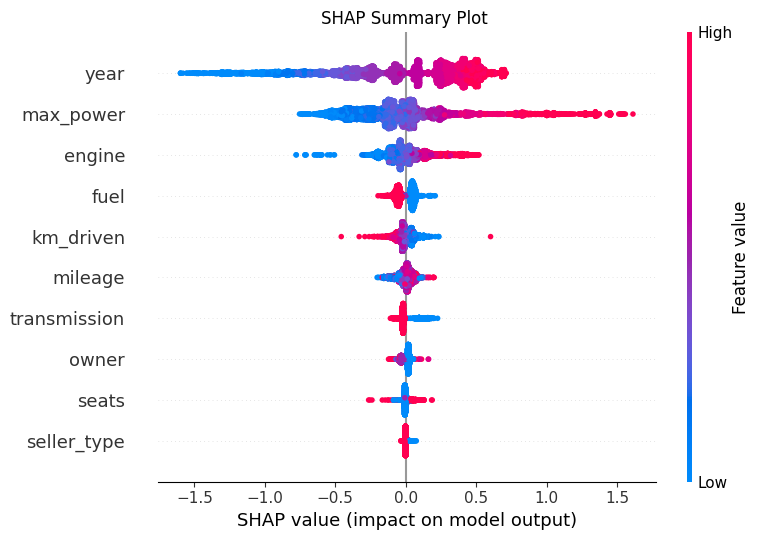 SHAP Summary Plot
High
year
max_power
engine
fuel
km_driven
mileage
transmission
owner
seats
seller_type
Feature value
Low
−1.5 −1.0 −0.5 0.0 0.5 1.0 1.5
SHAP value (impact on model output)